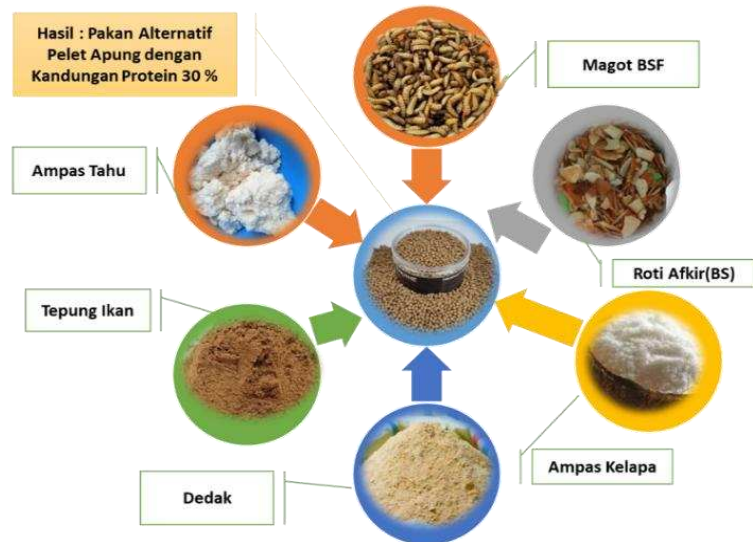 Hasil : Pakan Alternatif
Pelet Apung dengan
Kandungan Protein 30 %
Magot BSF
Ampas Tahu
Roti Afkir(BS)
Tepung Ikan
Ampas Kelapa
Dedak